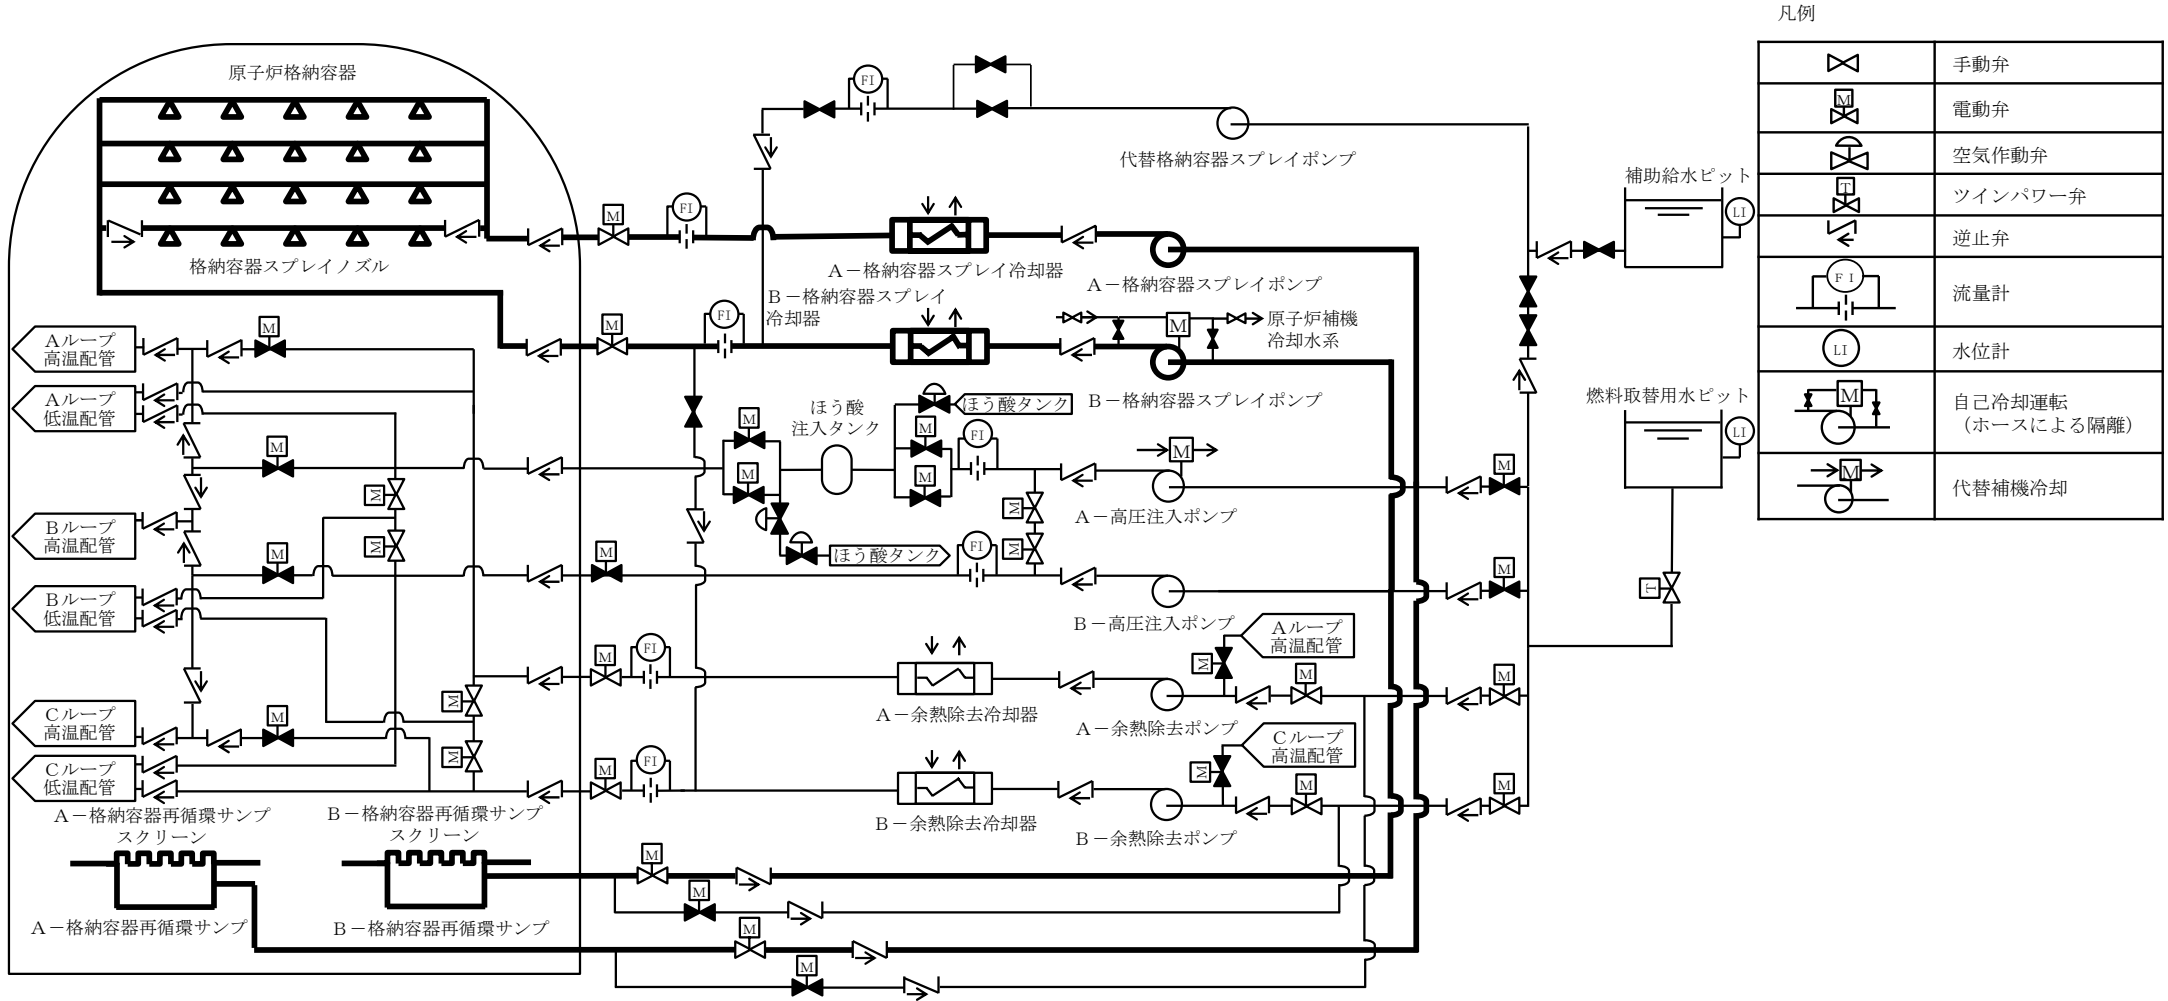 凡例
手動弁
M
電動弁
空気作動弁
T
ツインパワー弁
逆止弁
FI
流量計
LI
水位計
M
自己冷却運転
（ホースによる隔離）
M
代替補機冷却
原子炉格納容器
格納容器スプレイノズル
FI
代替格納容器スプレイポンプ
補助給水ピット
LI
M
FI
A－格納容器スプレイ冷却器
A－格納容器スプレイポンプ
B－格納容器スプレイ
冷却器
M
FI
M
原子炉補機
冷却水系
B－格納容器スプレイポンプ
燃料取替用水ピット
LI
T
Aループ
高温配管
M
Aループ
低温配管
M
M
M
Bループ
高温配管
M
Bループ
低温配管
Cループ
高温配管
M
Cループ
低温配管
M
M
M
M
ほう酸
注入タンク
ほう酸タンク
M
M
FI
M
A－高圧注入ポンプ
M
M
M
ほう酸タンク
M
FI
B－高圧注入ポンプ
M
M
FI
A－余熱除去冷却器
A－余熱除去ポンプ
Aループ
高温配管
M
M
M
M
FI
B－余熱除去冷却器
B－余熱除去ポンプ
Cループ
高温配管
M
M
M
A－格納容器再循環サンプ
スクリーン
B－格納容器再循環サンプ
スクリーン
A－格納容器再循環サンプ
B－格納容器再循環サンプ
M
M
M
M